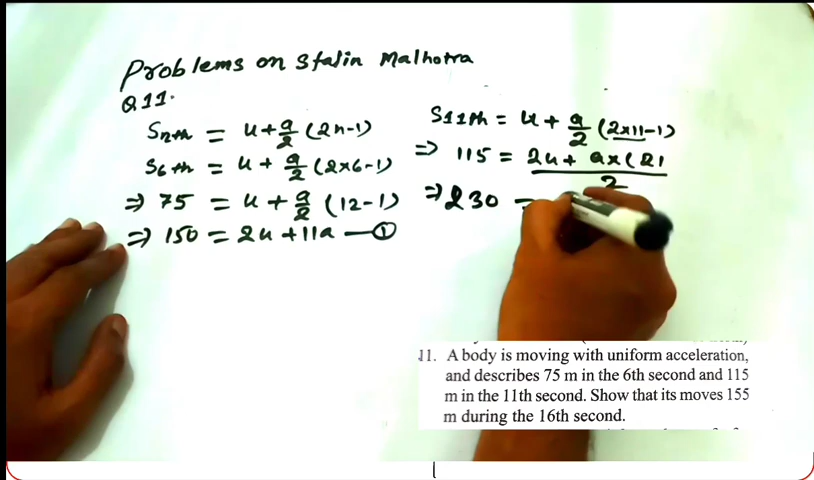 Problems on Stalin Malhotra
Q11.
Snth = u + a/2 (2n-1)
S6th = u + a/2 (2×6-1)
⇒ 75 = u + a/2 (12-1)
⇒ 150 = 2u + 11a — ①
S11th = u + a/2 (2×11-1)
⇒ 115 = 2u + a×(21 / 2
⇒ 230 =
11. A body is moving with uniform acceleration,
and describes 75 m in the 6th second and 115
m in the 11th second. Show that its moves 155
m during the 16th second.